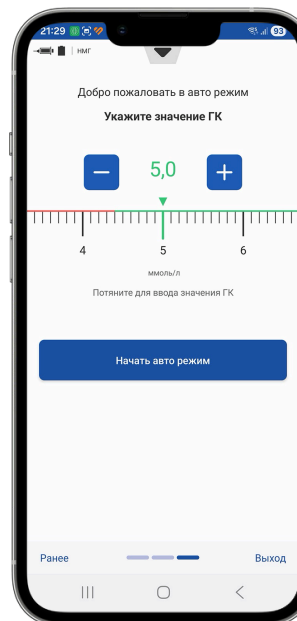 21:29
93
НМГ
Добро пожаловать в авто режим
Укажите значение ГК
5,0
4 5 6
ммоль/л
Потяните для ввода значения ГК
Начать авто режим
Ранее Выход